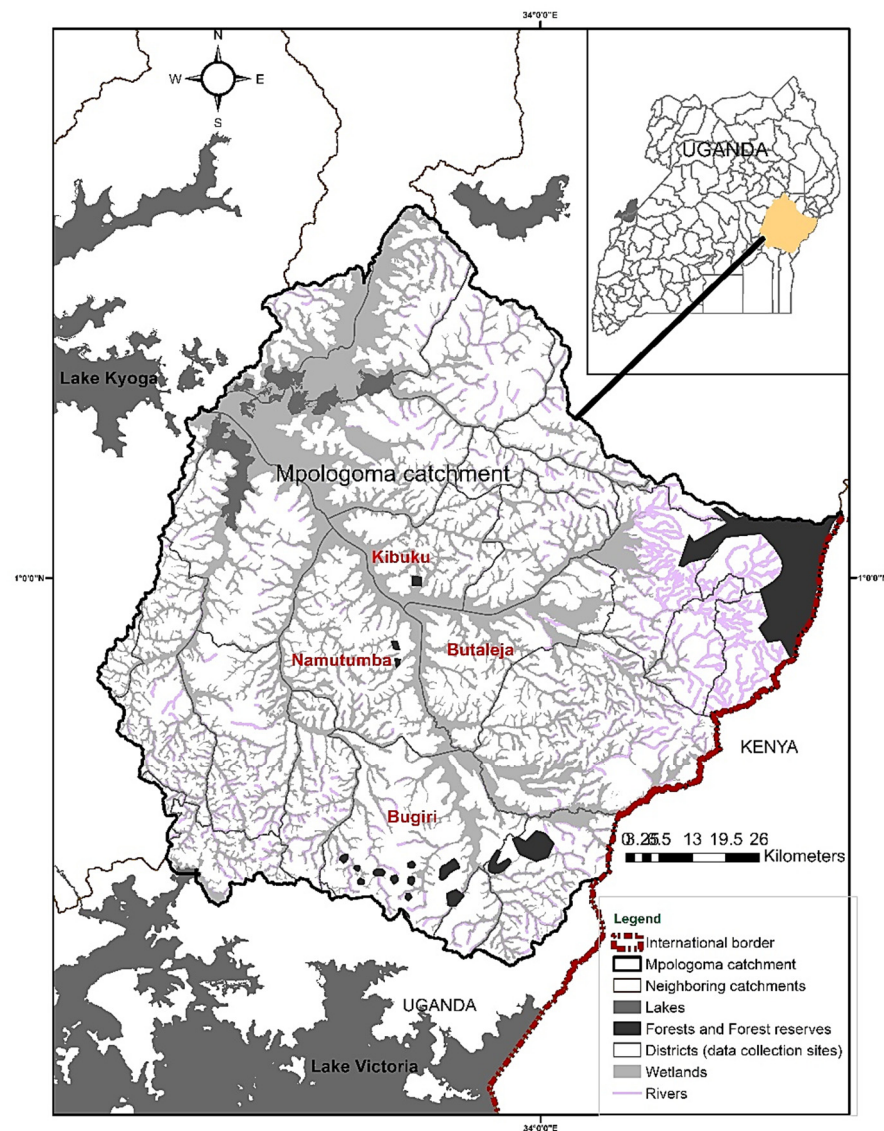 34°0'0"E
N
W
E
S
UGANDA
Lake Kyoga
Mpologoma catchment
Kibuku
1°0'0"N
1°0'0"N
Namutumba
Butaleja
KENYA
Bugiri
13 19.5 26
Kilometers
Legend
International border
Mpologoma catchment
Neighboring catchments
Lakes
Forests and Forest reserves
Districts (data collection sites)
Wetlands
Rivers
UGANDA
Lake Victoria
34°0'0"E